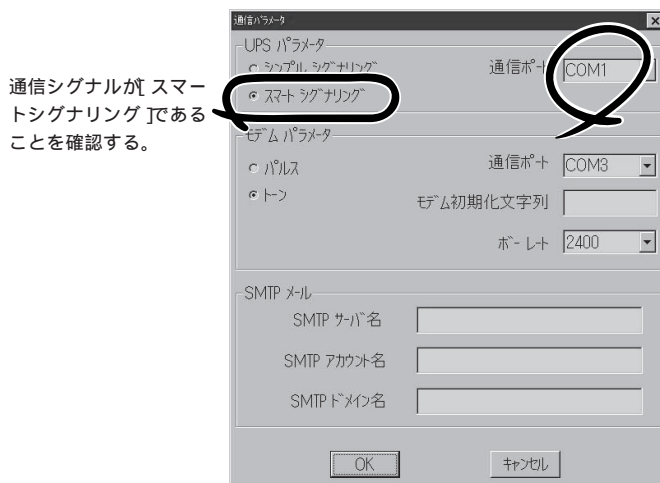 通信パラメータ
UPS パラメータ
シンプル シグナリング
通信ポート COM1
スマート シグナリング
通信シグナルが[スマー
トシグナリング]である
ことを確認する。
モデム パラメータ
パルス
通信ポート COM3
トーン
モデム初期化文字列
ボーレート 2400
SMTP メール
SMTP サーバ名
SMTP アカウント名
SMTP ドメイン名
OK キャンセル